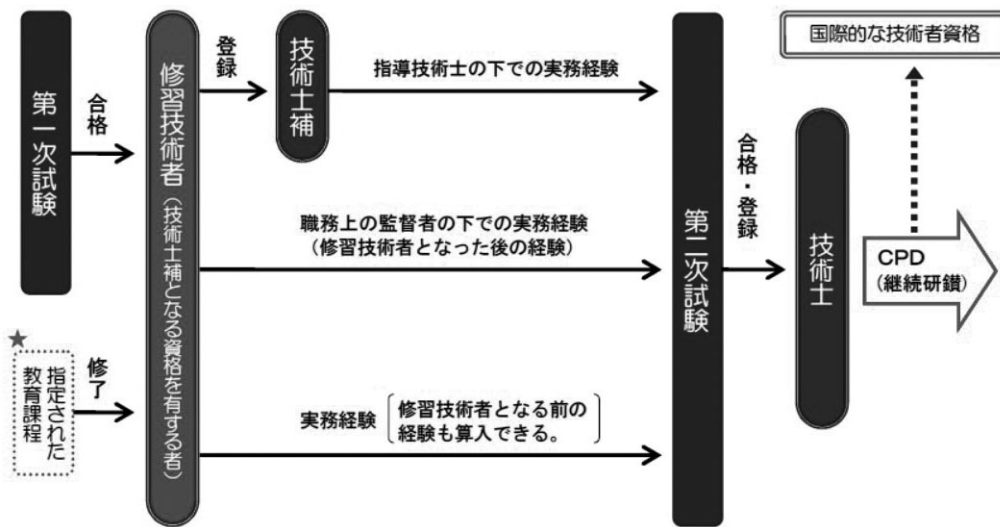 第一次試験
合格
★
指定された
教育課程
修了
修習技術者（技術士補となる資格を有する者）
登録
技術士補
指導技術士の下での実務経験
職務上の監督者の下での実務経験
（修習技術者となった後の経験）
実務経験
修習技術者となる前の
経験も算入できる。
第二次試験
合格・登録
技術士
国際的な技術者資格
CPD
(継続研鑚)